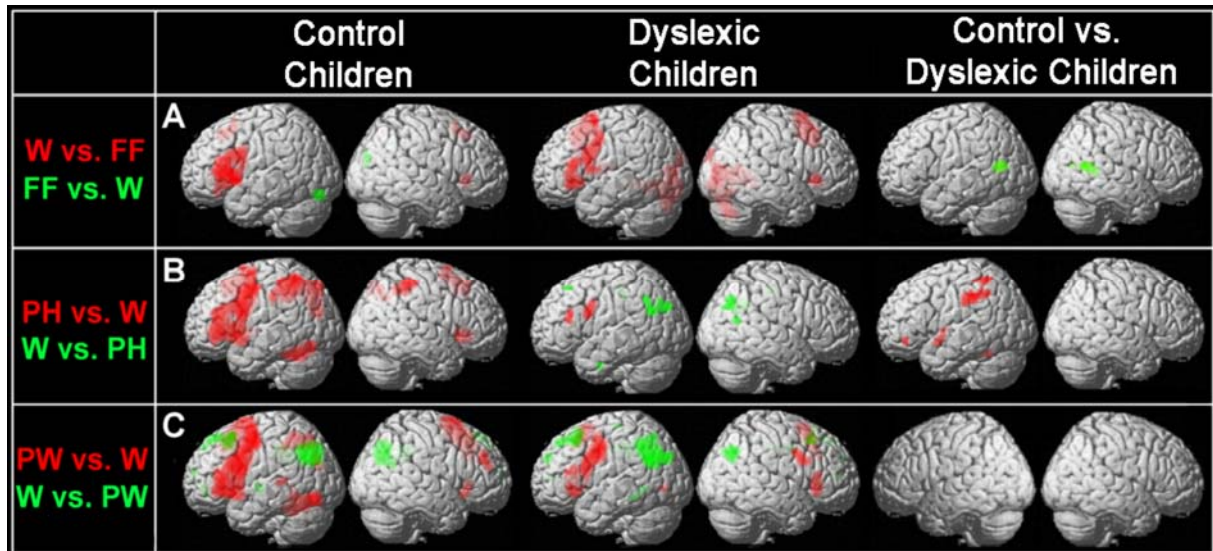 Control
Children
Dyslexic
Children
Control vs.
Dyslexic Children
A
W vs. FF
FF vs. W
B
PH vs. W
W vs. PH
C
PW vs. W
W vs. PW